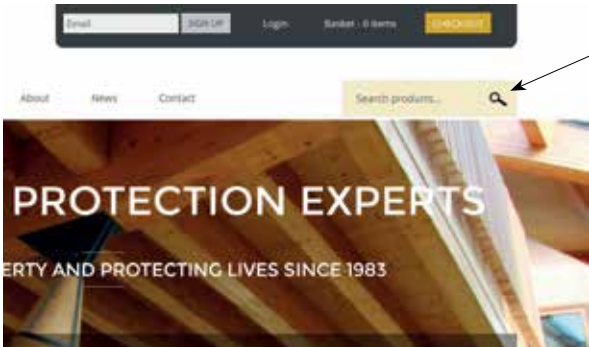 Email SIGN UP Login Basket - 0 items CHECKOUT
About News Contact Search products...
PROTECTION EXPERTS
ERTY AND PROTECTING LIVES SINCE 1983